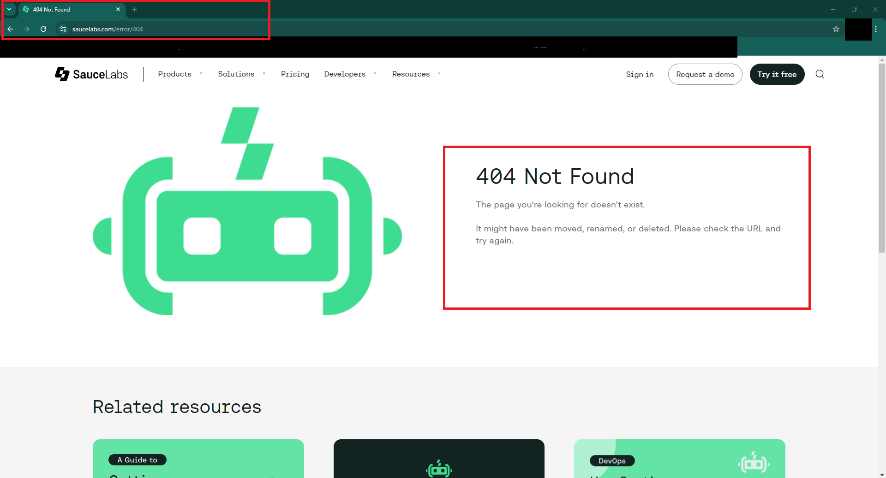 404 Not Found
saucelabs.com/error/404
SauceLabs
Products
Solutions
Pricing
Developers
Resources
Sign in
Request a demo
Try it free
404 Not Found
The page you're looking for doesn't exist.
It might have been moved, renamed, or deleted. Please check the URL and
try again.
Related resources
A Guide to
DevOps